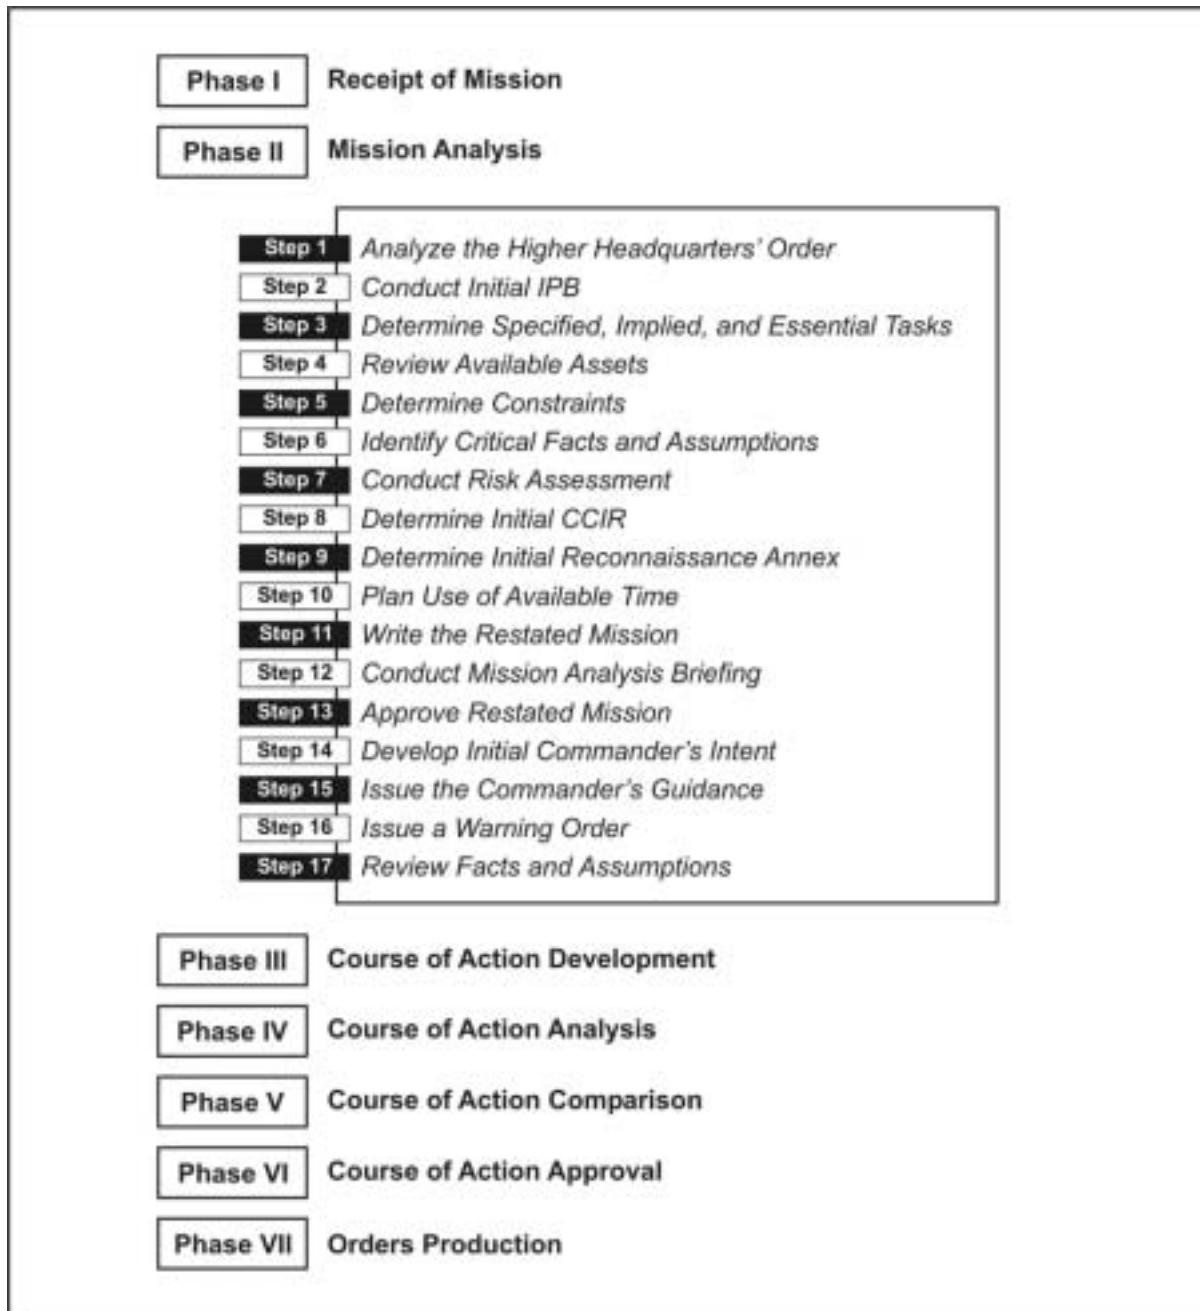 Phase I Receipt of Mission
Phase II Mission Analysis
Step 1 Analyze the Higher Headquarters' Order
Step 2 Conduct Initial IPB
Step 3 Determine Specified, Implied, and Essential Tasks
Step 4 Review Available Assets
Step 5 Determine Constraints
Step 6 Identify Critical Facts and Assumptions
Step 7 Conduct Risk Assessment
Step 8 Determine Initial CCIR
Step 9 Determine Initial Reconnaissance Annex
Step 10 Plan Use of Available Time
Step 11 Write the Restated Mission
Step 12 Conduct Mission Analysis Briefing
Step 13 Approve Restated Mission
Step 14 Develop Initial Commander's Intent
Step 15 Issue the Commander's Guidance
Step 16 Issue a Warning Order
Step 17 Review Facts and Assumptions
Phase III Course of Action Development
Phase IV Course of Action Analysis
Phase V Course of Action Comparison
Phase VI Course of Action Approval
Phase VII Orders Production